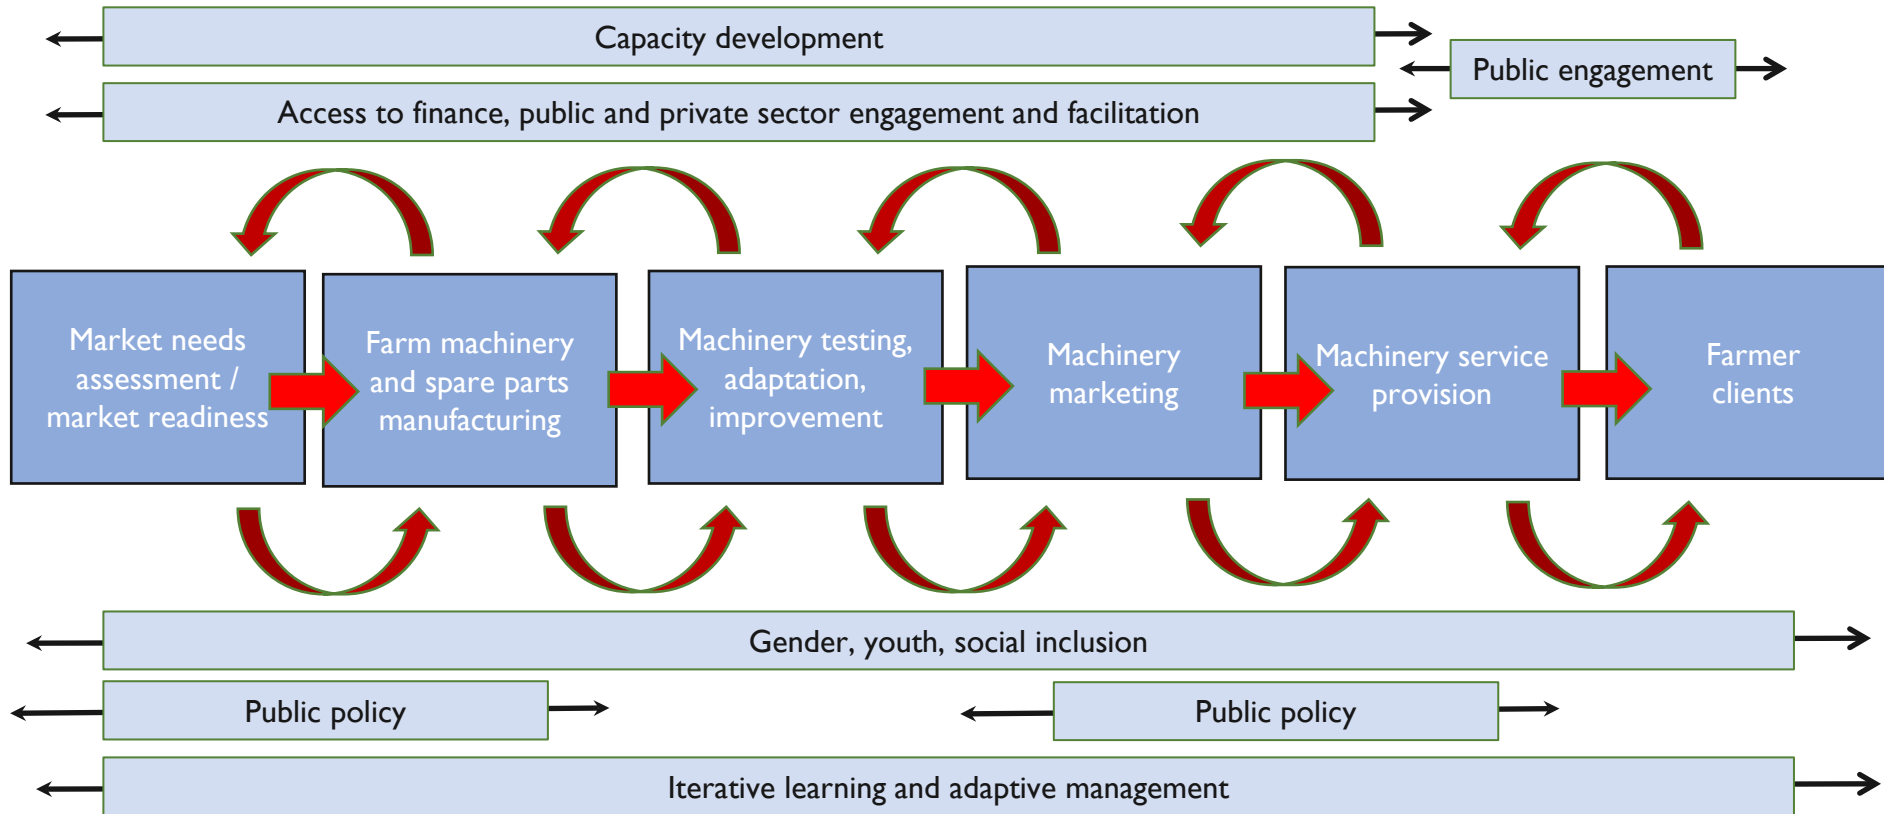 Capacity development
Public engagement
Access to finance, public and private sector engagement and facilitation
Market needs
assessment /
market readiness
Farm machinery
and spare parts
manufacturing
Machinery testing,
adaptation,
improvement
Machinery
marketing
Machinery service
provision
Farmer
clients
Gender, youth, social inclusion
Public policy
Public policy
Iterative learning and adaptive management